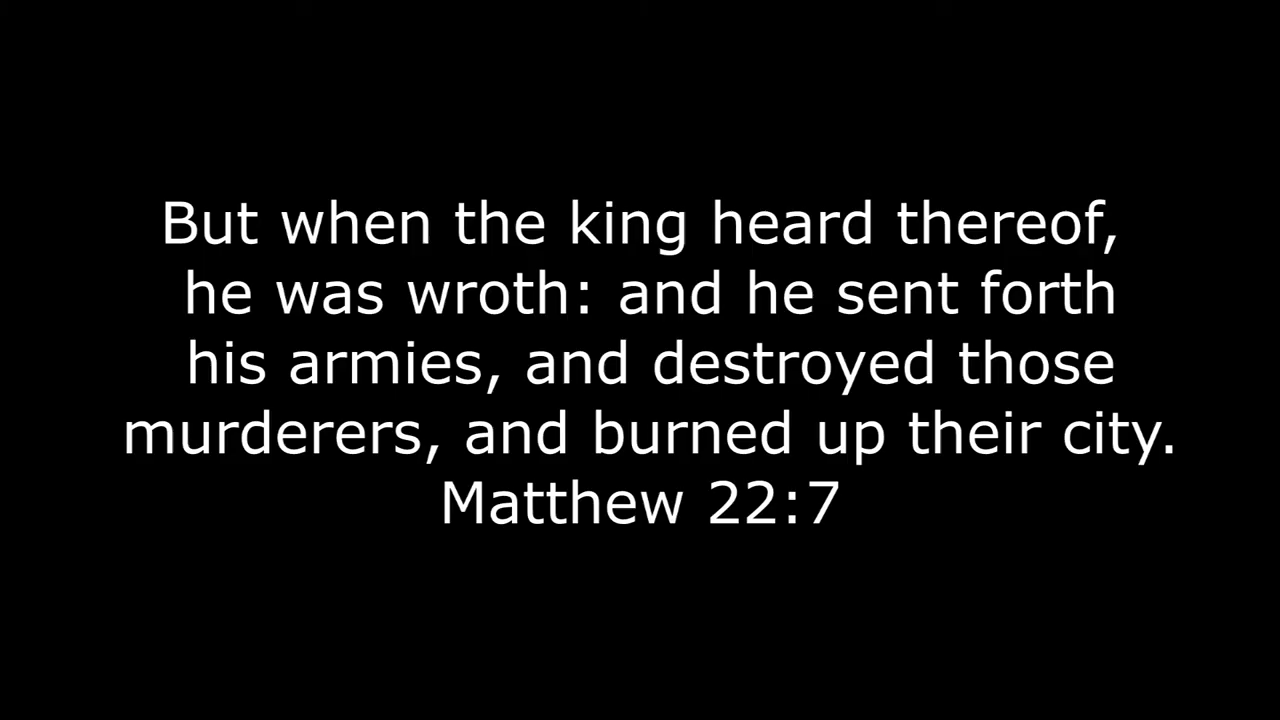 But when the king heard thereof,
he was wroth: and he sent forth
his armies, and destroyed those
murderers, and burned up their city.
Matthew 22:7